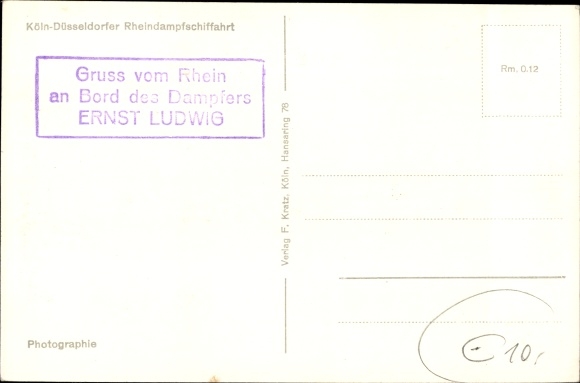 Köln-Düsseldorfer Rheindampfschiffahrt
Gruss vom Rhein
an Bord des Dampfers
ERNST LUDWIG
Photographie
Verlag F. Kratz, Köln, Hansaring 76
Rm. 0.12
€ 10,